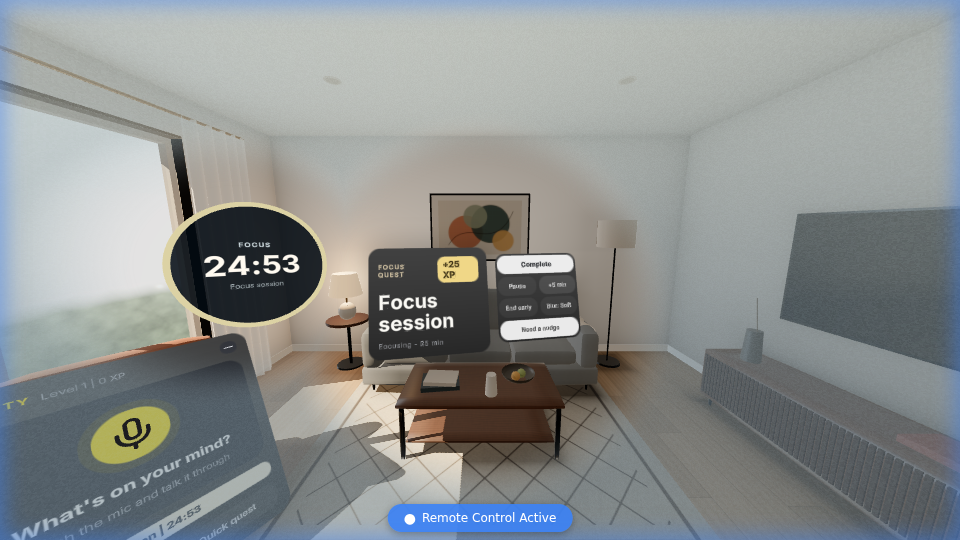 FOCUS
24:53
Focus session
FOCUS
QUEST
+25
XP
Focus
session
Focusing - 25 min
Complete
Pause
+5 min
End early
Blur: Soft
Need a nudge
TY Level 1 | 0 XP
What's on your mind?
the mic and talk it through
| 24:53
quick quest
Remote Control Active